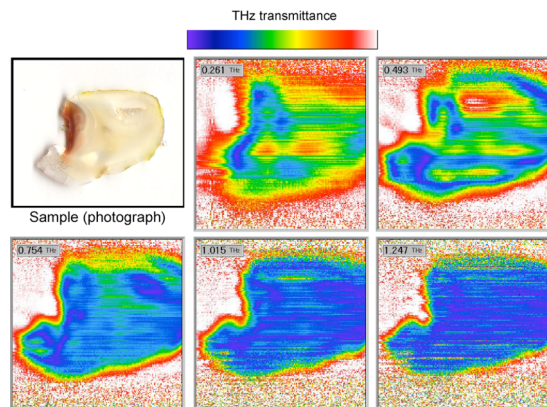 THz transmittance
0.261 THz
0.493 THz
Sample (photograph)
0.754 THz
1.015 THz
1.247 THz